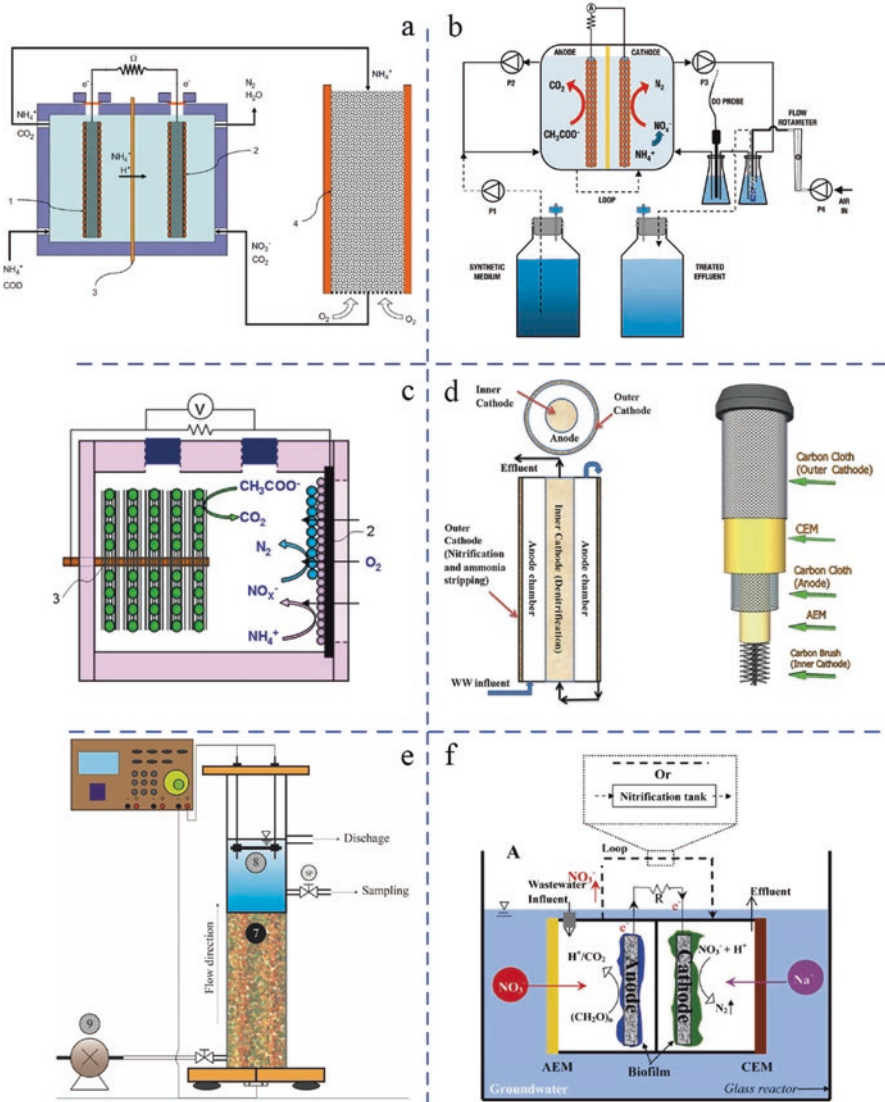 a
Ω
e⁻
e⁻
NH₄⁺
N₂
H₂O
NH₄⁺
CO₂
NH₄⁺
H⁺
2
1
4
NH₄⁺
COD
3
NO₃⁻
CO₂
O₂
O₂
b
A
ANODE
CATHODE
P2
P3
CO₂
N₂
CH₃COO⁻
NOₓ⁻
NH₄⁺
DO PROBE
FLOW
ROTAMETER
LOOP
P1
P4
AIR
IN
SYNTHETIC
MEDIUM
TREATED
EFFLUENT
c
V
CH₃COO⁻
CO₂
2
N₂
O₂
3
NOₓ⁻
NH₄⁺
d
Inner
Cathode
Outer
Cathode
Anode
Effluent
Outer
Cathode
(Nitrification
and ammonia
stripping)
Anode chamber
Inner Cathode (Denitrification)
Anode chamber
WW influent
Carbon Cloth
(Outer Cathode)
CEM
Carbon Cloth
(Anode)
AEM
Carbon Brush
(Inner Cathode)
e
Dischage
8
SP
Sampling
7
Flow direction
9
f
Or
Nitrification tank
A
Loop
NO₃⁻
Wastewater
Influent
R
Effluent
e⁻
e⁻
H⁺/CO₂
NO₃⁻ + H⁺
Anode
Cathode
NO₃⁻
Na⁺
(CH₂O)ₙ
N₂
AEM
Biofilm
CEM
Groundwater
Glass reactor